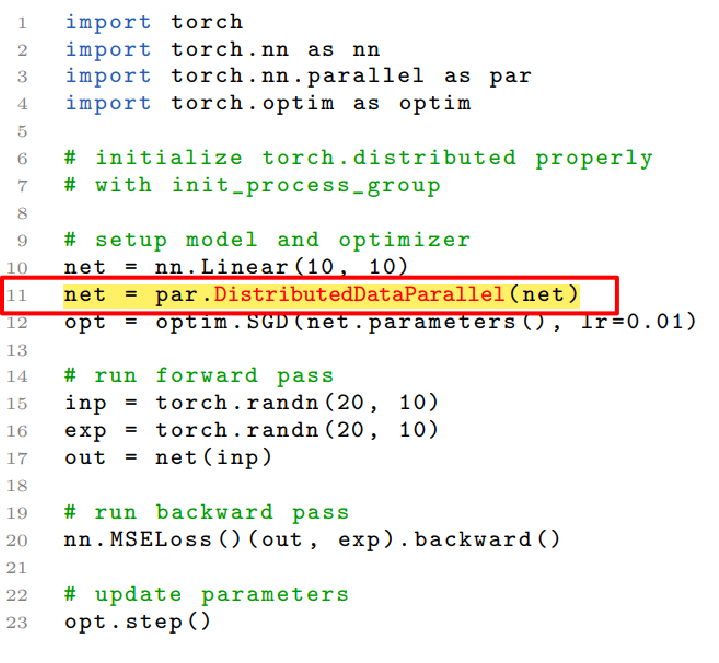 1 import torch
2 import torch.nn as nn
3 import torch.nn.parallel as par
4 import torch.optim as optim
5
6 # initialize torch.distributed properly
7 # with init_process_group
8
9 # setup model and optimizer
10 net = nn.Linear(10, 10)
11 net = par.DistributedDataParallel(net)
12 opt = optim.SGD(net.parameters(), lr=0.01)
13
14 # run forward pass
15 inp = torch.randn(20, 10)
16 exp = torch.randn(20, 10)
17 out = net(inp)
18
19 # run backward pass
20 nn.MSELoss()(out, exp).backward()
21
22 # update parameters
23 opt.step()